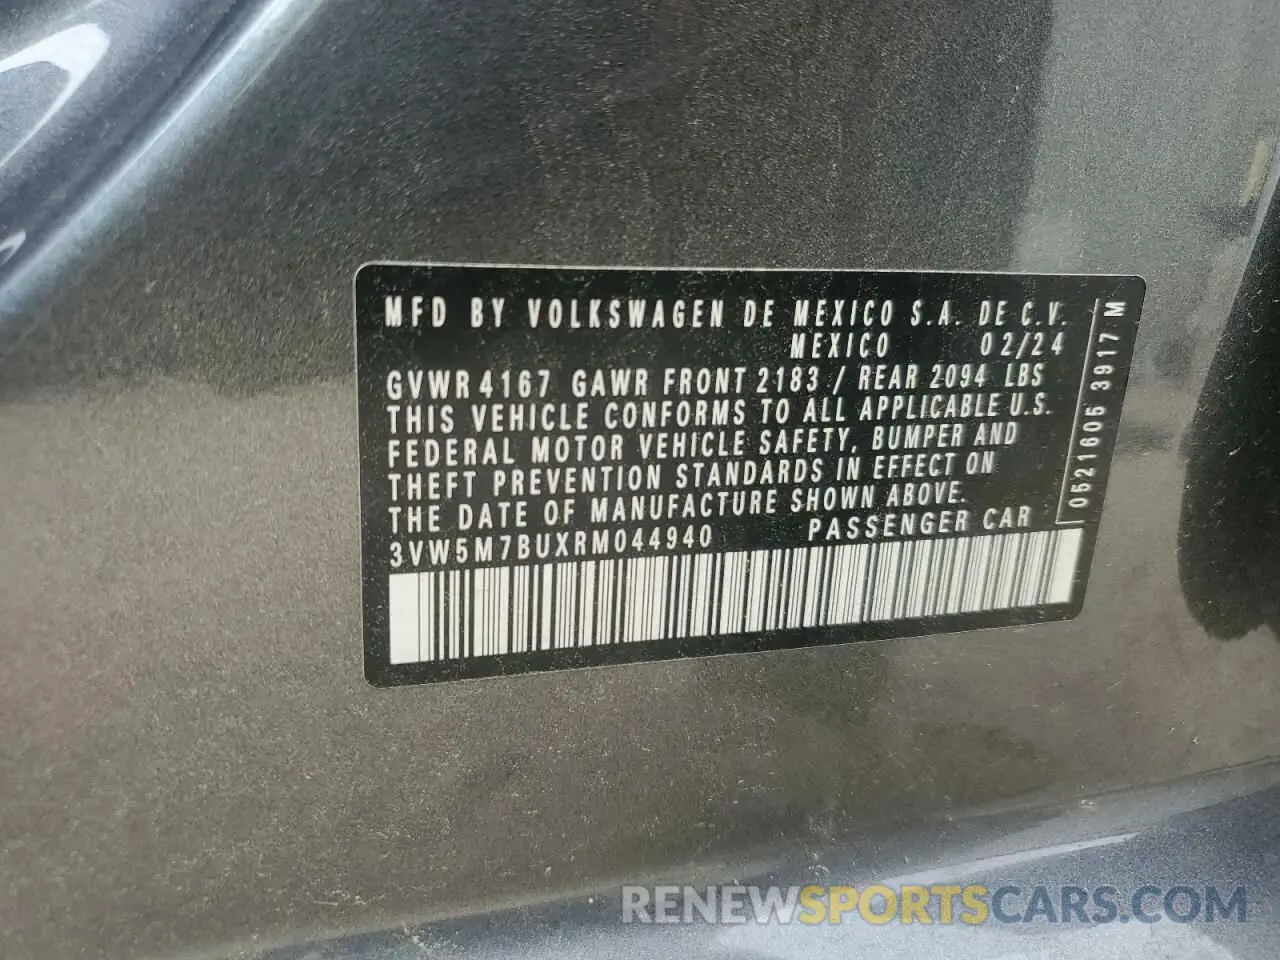 MFD BY VOLKSWAGEN DE MEXICO S.A. DE C.V.
MEXICO 02/24
GVWR 4167 GAWR FRONT 2183 / REAR 2094 LBS
THIS VEHICLE CONFORMS TO ALL APPLICABLE U.S.
FEDERAL MOTOR VEHICLE SAFETY, BUMPER AND
THEFT PREVENTION STANDARDS IN EFFECT ON
THE DATE OF MANUFACTURE SHOWN ABOVE.
3VW5M7BUXRM044940 PASSENGER CAR
0521605 3917 M
RENEWSPORTSCARS.COM